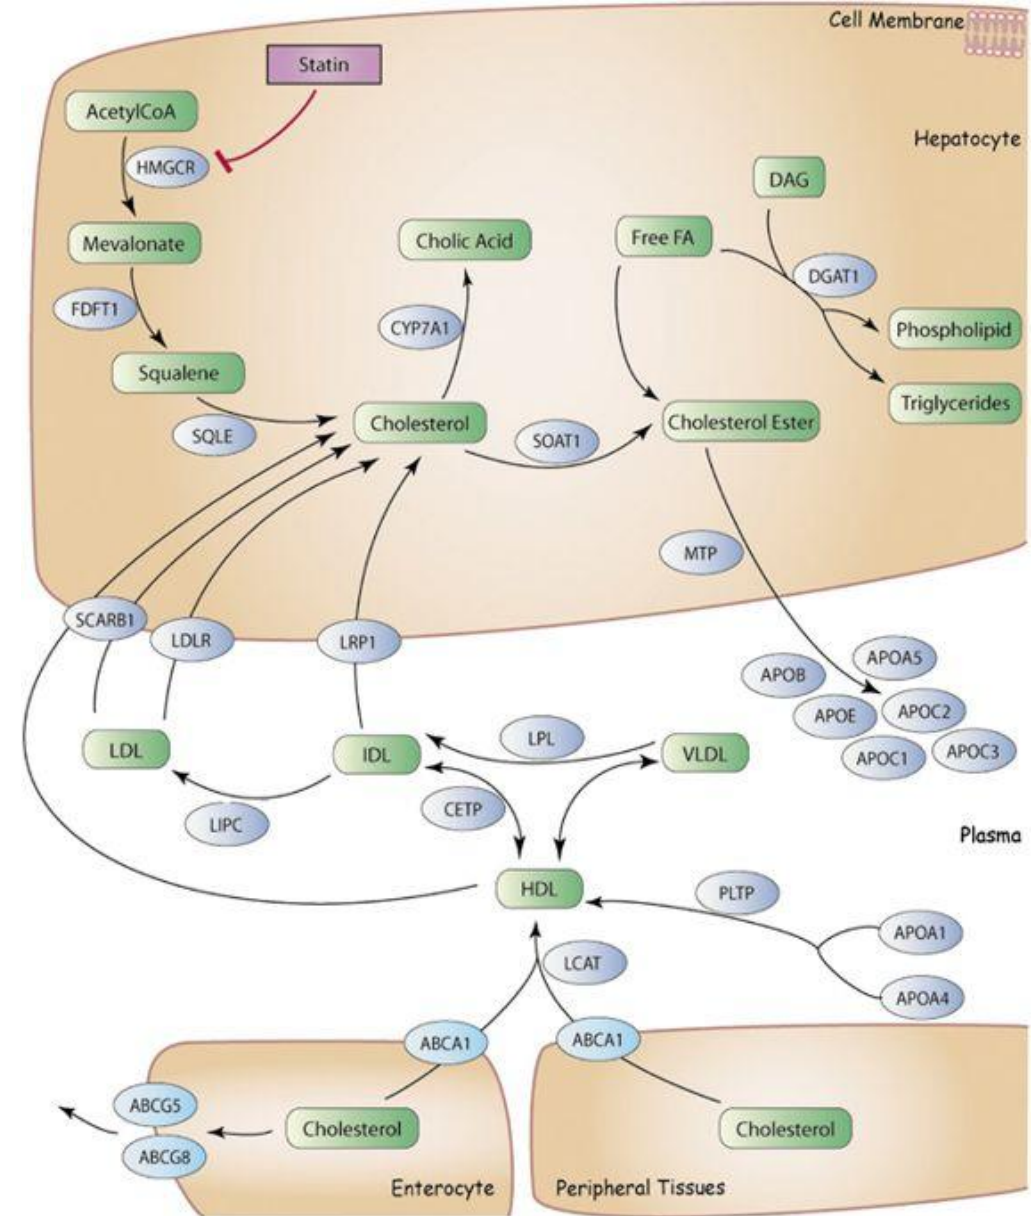 Cell Membrane
Statin
AcetylCoA
Hepatocyte
HMGCR
DAG
Mevalonate
Cholic Acid
Free FA
DGAT1
FDFT1
CYP7A1
Phospholipid
Squalene
Triglycerides
Cholesterol
Cholesterol Ester
SQLE
SOAT1
MTP
SCARB1
LDLR
LRP1
APOA5
APOB
APOE
APOC2
LDL
IDL
LPL
VLDL
APOC1
APOC3
CETP
LIPC
Plasma
HDL
PLTP
APOA1
LCAT
APOA4
ABCA1
ABCA1
ABCG5
Cholesterol
Cholesterol
ABCG8
Enterocyte
Peripheral Tissues